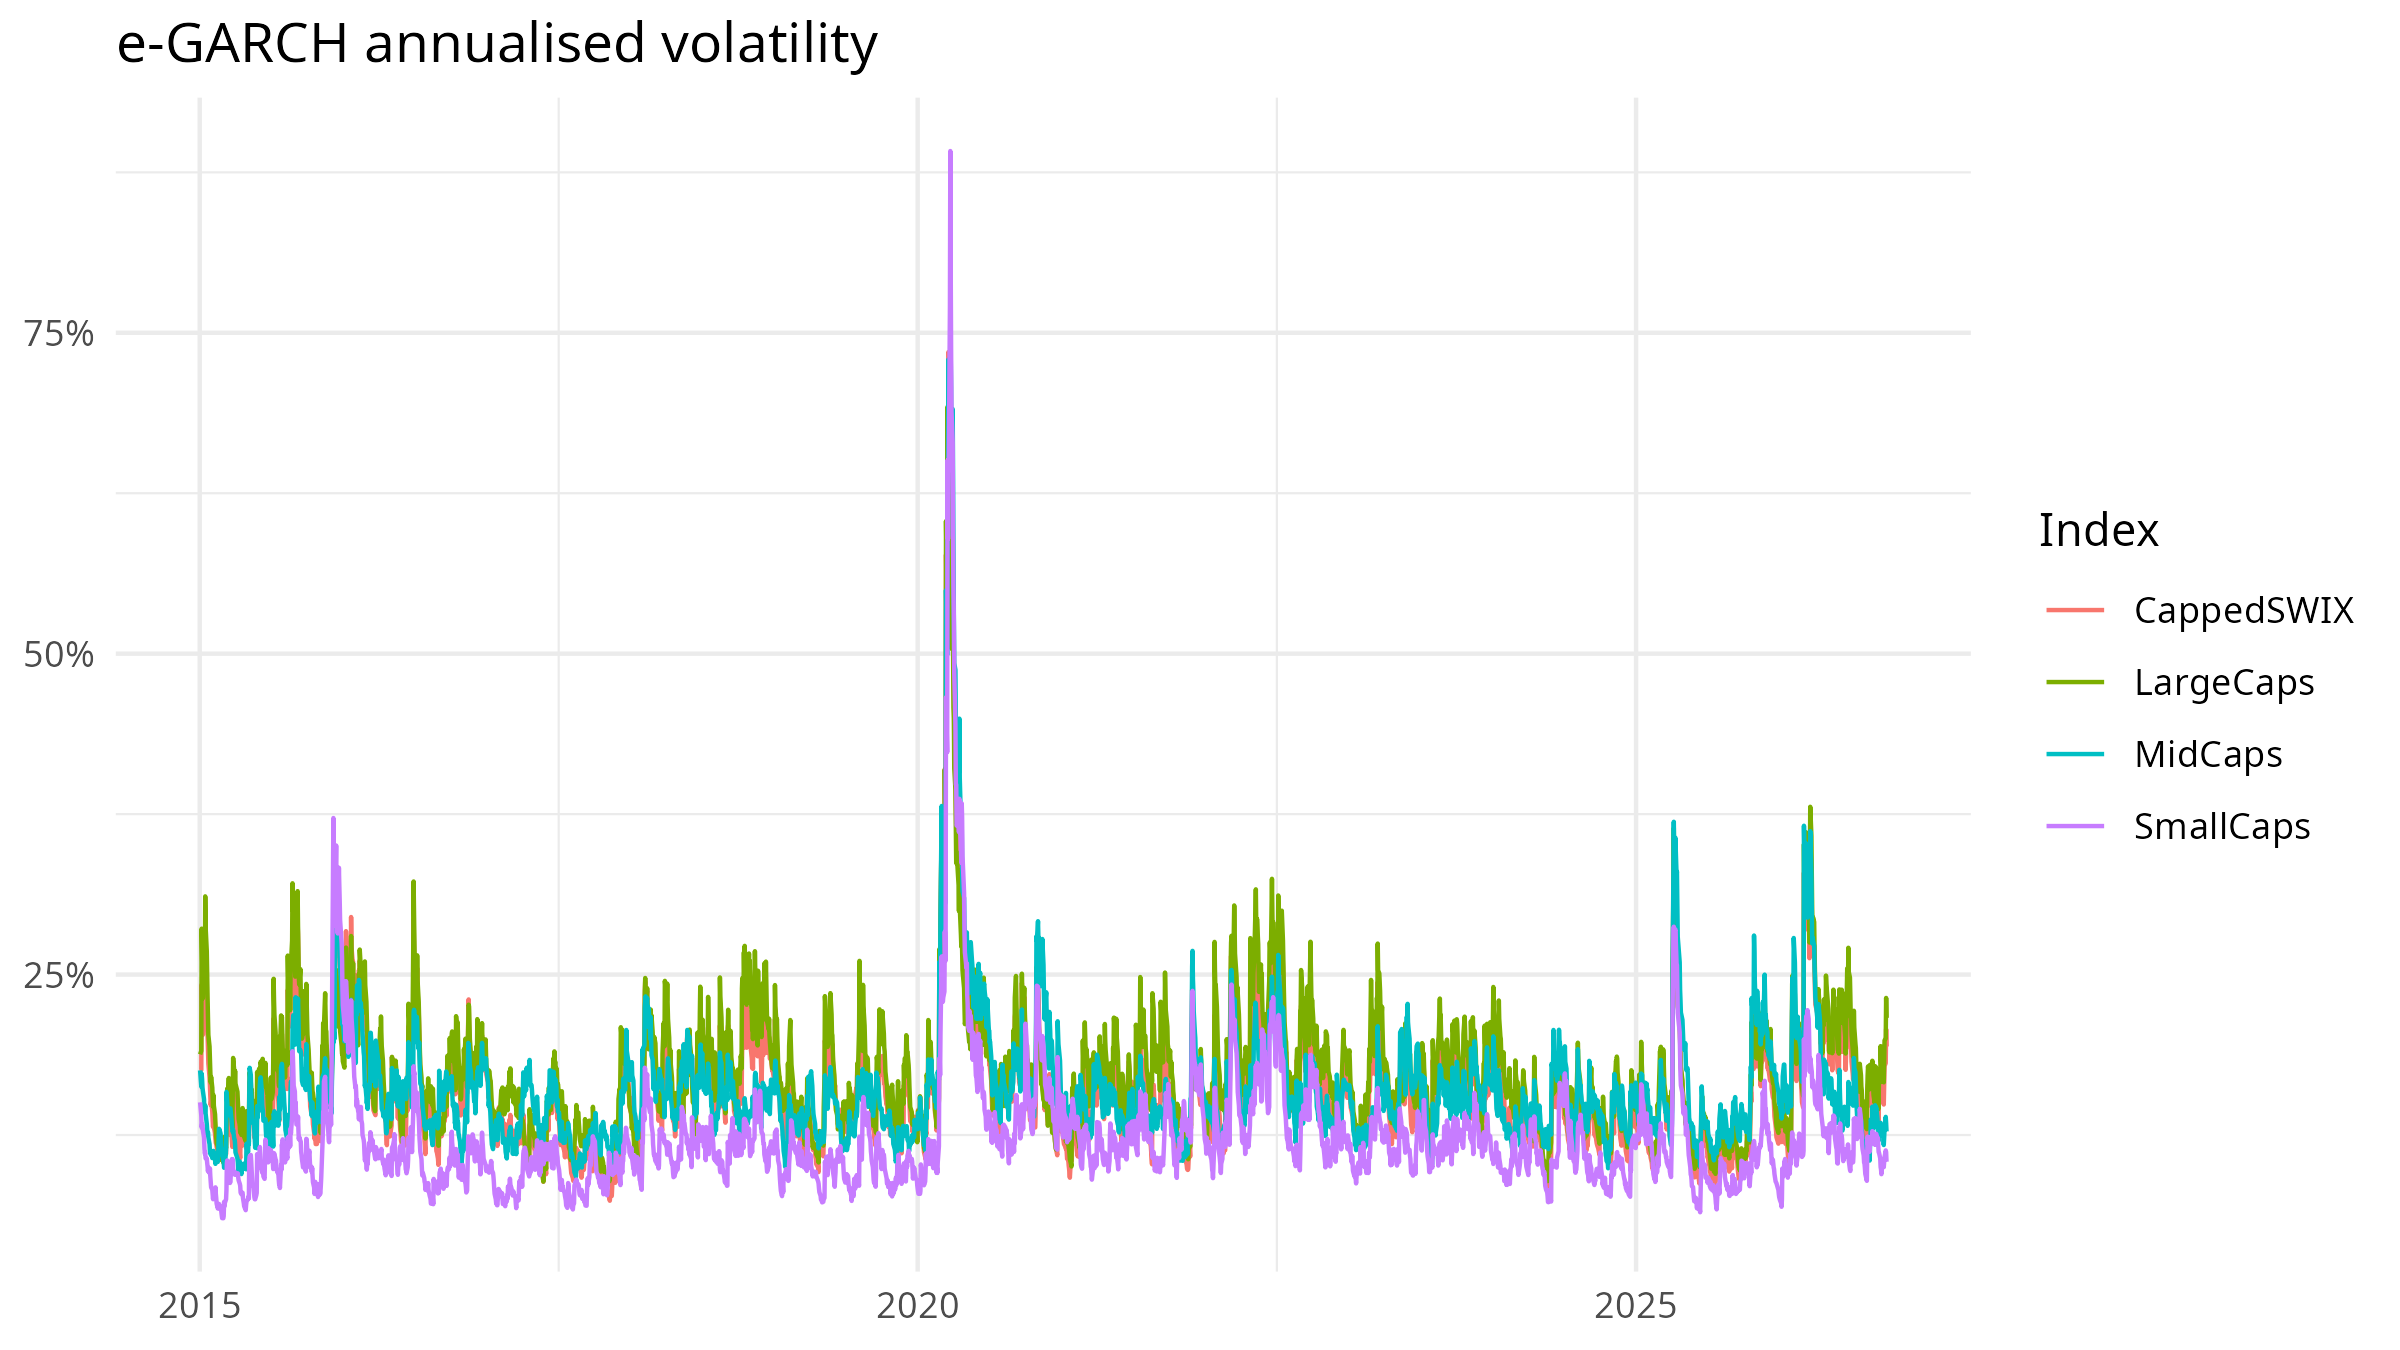 e-GARCH annualised volatility
75%
50%
25%
2015
2020
2025
Index
CappedSWIX
LargeCaps
MidCaps
SmallCaps